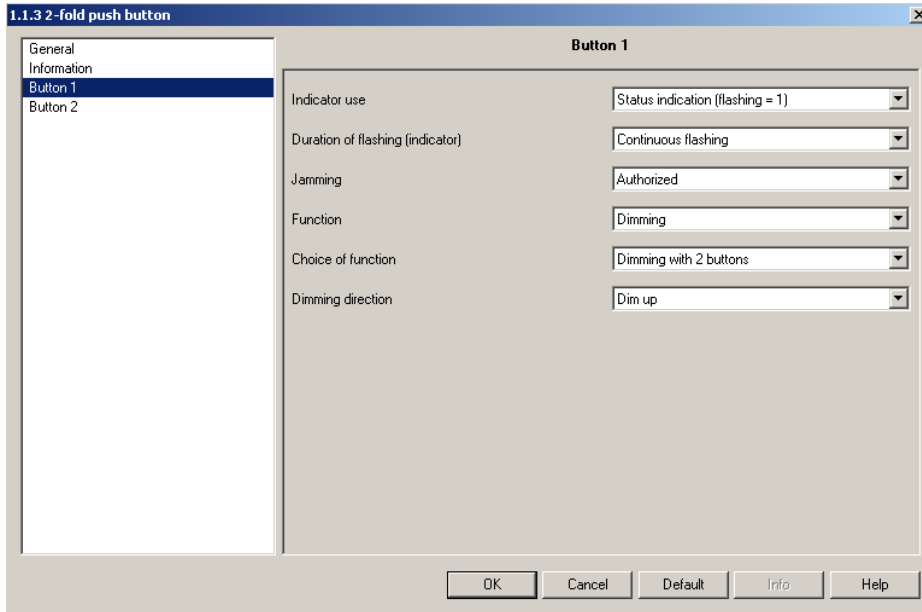 1.1.3 2-fold push button
General
Information
Button 1
Button 2
Button 1
Indicator use Status indication (flashing = 1)
Duration of flashing (indicator) Continuous flashing
Jamming Authorized
Function Dimming
Choice of function Dimming with 2 buttons
Dimming direction Dim up
OK Cancel Default Info Help